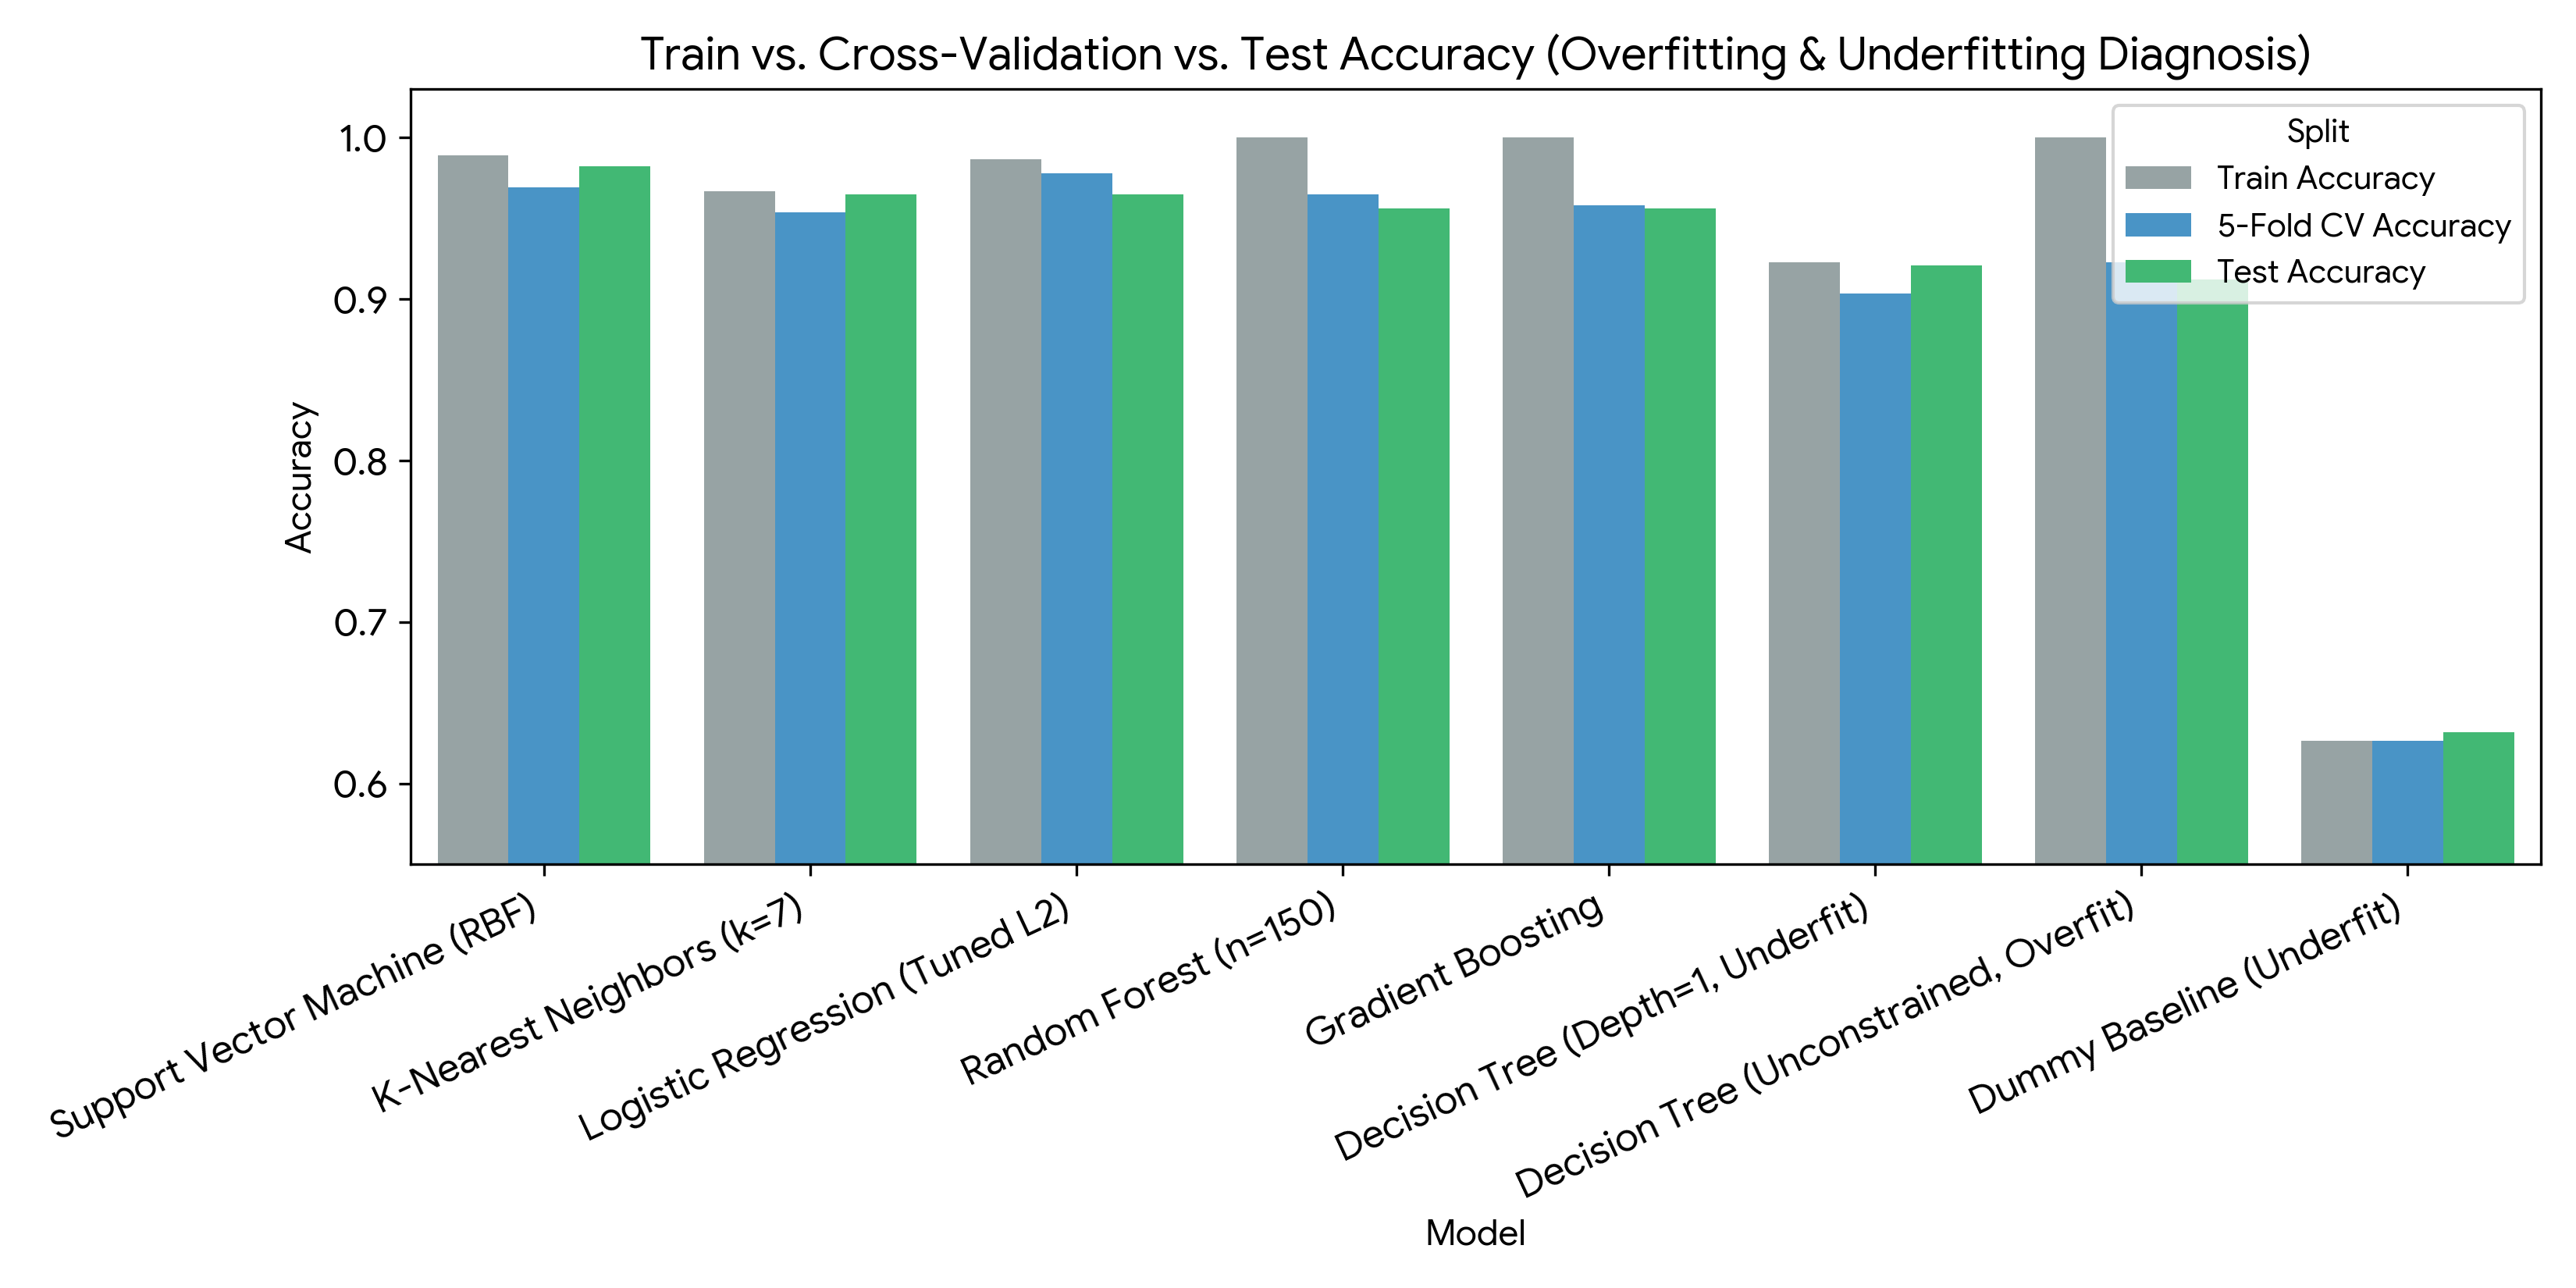 Train vs. Cross-Validation vs. Test Accuracy (Overfitting & Underfitting Diagnosis)
Split
Train Accuracy
5-Fold CV Accuracy
Test Accuracy
Accuracy
1.0
0.9
0.8
0.7
0.6
Support Vector Machine (RBF)
K-Nearest Neighbors (k=7)
Logistic Regression (Tuned L2)
Random Forest (n=150)
Gradient Boosting
Decision Tree (Depth=1, Underfit)
Decision Tree (Unconstrained, Overfit)
Dummy Baseline (Underfit)
Model